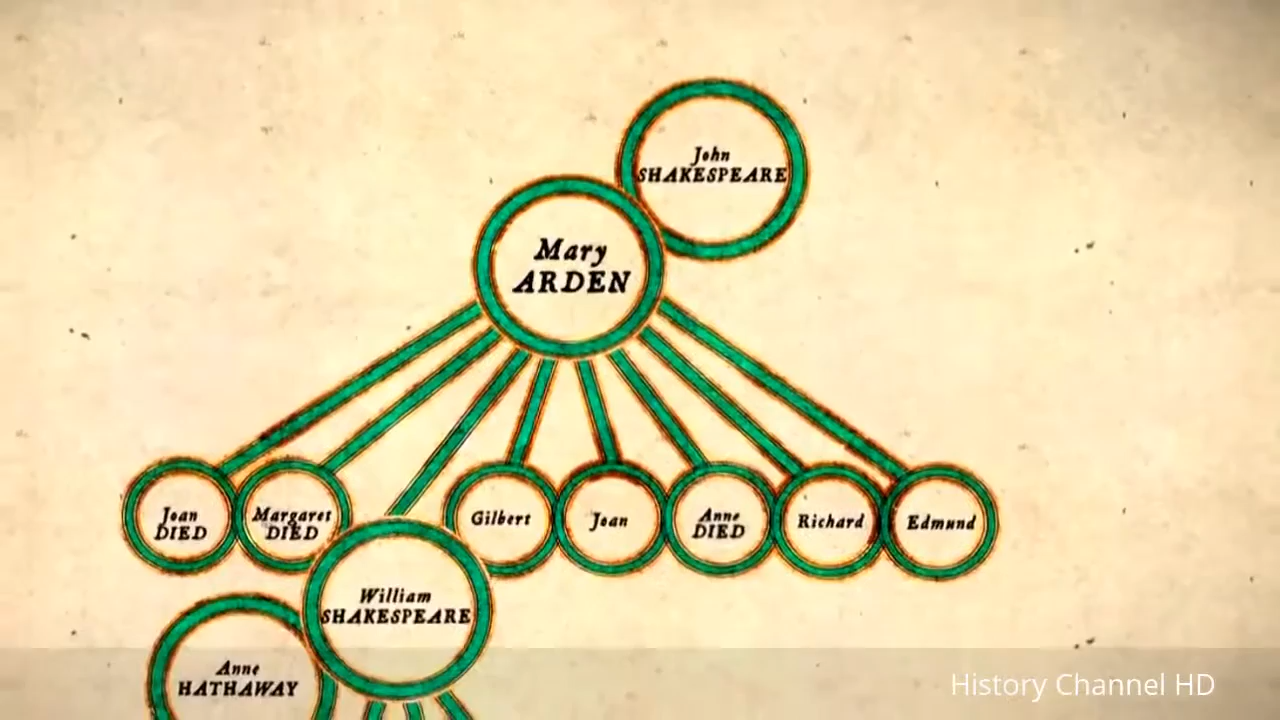 John
SHAKESPEARE
Mary
ARDEN
Joan
DIED
Margaret
DIED
Gilbert
Joan
Anne
DIED
Richard
Edmund
William
SHAKESPEARE
Anne
HATHAWAY
History Channel HD